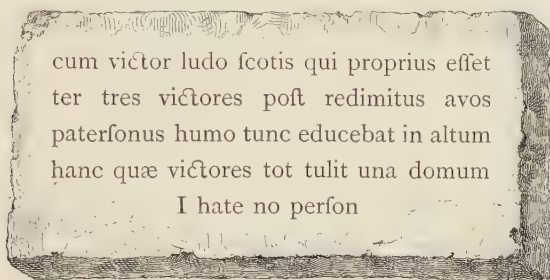 cum victor ludo ſcotis qui proprius eſſet
ter tres victores poſt redimitus avos
paterſonus humo tunc educebat in altum
hanc quæ victores tot tulit una domum
I hate no perſon